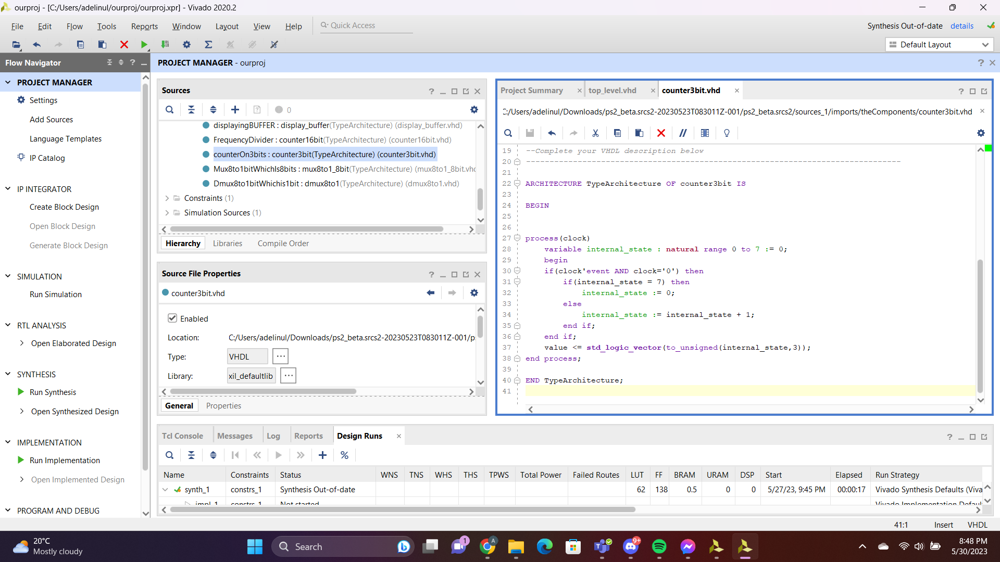 ourproj - [C:/Users/adelinul/ourproj/ourproj.xpr] - Vivado 2020.2
File Edit Flow Tools Reports Window Layout View Help Quick Access
Synthesis Out-of-date details
Default Layout
Flow Navigator
PROJECT MANAGER - ourproj
PROJECT MANAGER
Settings
Add Sources
Language Templates
IP Catalog
IP INTEGRATOR
Create Block Design
Open Block Design
Generate Block Design
SIMULATION
Run Simulation
RTL ANALYSIS
Open Elaborated Design
SYNTHESIS
Run Synthesis
Open Synthesized Design
IMPLEMENTATION
Run Implementation
Open Implemented Design
PROGRAM AND DEBUG
Sources
0
displayingBUFFER : display_buffer(TypeArchitecture) (display_buffer.vhd)
FrequencyDivider : counter16bit(TypeArchitecture) (counter16bit.vhd)
counterOn3bits : counter3bit(TypeArchitecture) (counter3bit.vhd)
Mux8to1bitWhichIs8bits : mux8to1_8bit(TypeArchitecture) (mux8to1_8bit.vhd
Dmux8to1bitWhichis1bit : dmux8to1(TypeArchitecture) (dmux8to1.vhd)
Constraints (1)
Simulation Sources (1)
Hierarchy Libraries Compile Order
Source File Properties
counter3bit.vhd
Enabled
Location: C:/Users/adelinul/Downloads/ps2_beta.srcs2-20230523T083011Z-001/p
Type: VHDL ...
Library: xil_defaultlib ...
General Properties
Project Summary top_level.vhd counter3bit.vhd
C:/Users/adelinul/Downloads/ps2_beta.srcs2-20230523T083011Z-001/ps2_beta.srcs2/sources_1/imports/theComponents/counter3bit.vhd
19 --Complete your VHDL description below
20 --------------------------------------------------------------------------------
21
22 ARCHITECTURE TypeArchitecture OF counter3bit IS
23
24 BEGIN
25
26
27 process(clock)
28 variable internal_state : natural range 0 to 7 := 0;
29 begin
30 if(clock'event AND clock='0') then
31 if(internal_state = 7) then
32 internal_state := 0;
33 else
34 internal_state := internal_state + 1;
35 end if;
36 end if;
37 value <= std_logic_vector(to_unsigned(internal_state,3));
38 end process;
39
40 END TypeArchitecture;
41
Tcl Console Messages Log Reports Design Runs
Name Constraints Status WNS TNS WHS THS TPWS Total Power Failed Routes LUT FF BRAM URAM DSP Start Elapsed Run Strategy
synth_1 constrs_1 Synthesis Out-of-date 62 138 0.5 0 0 5/27/23, 9:45 PM 00:00:17 Vivado Synthesis Defaults (Viva
impl_1 constrs_1 Not started Vivado Implementation Defaul
41:1 Insert VHDL
20°C
Mostly cloudy
Search
1
A
9+
8:48 PM
5/30/2023